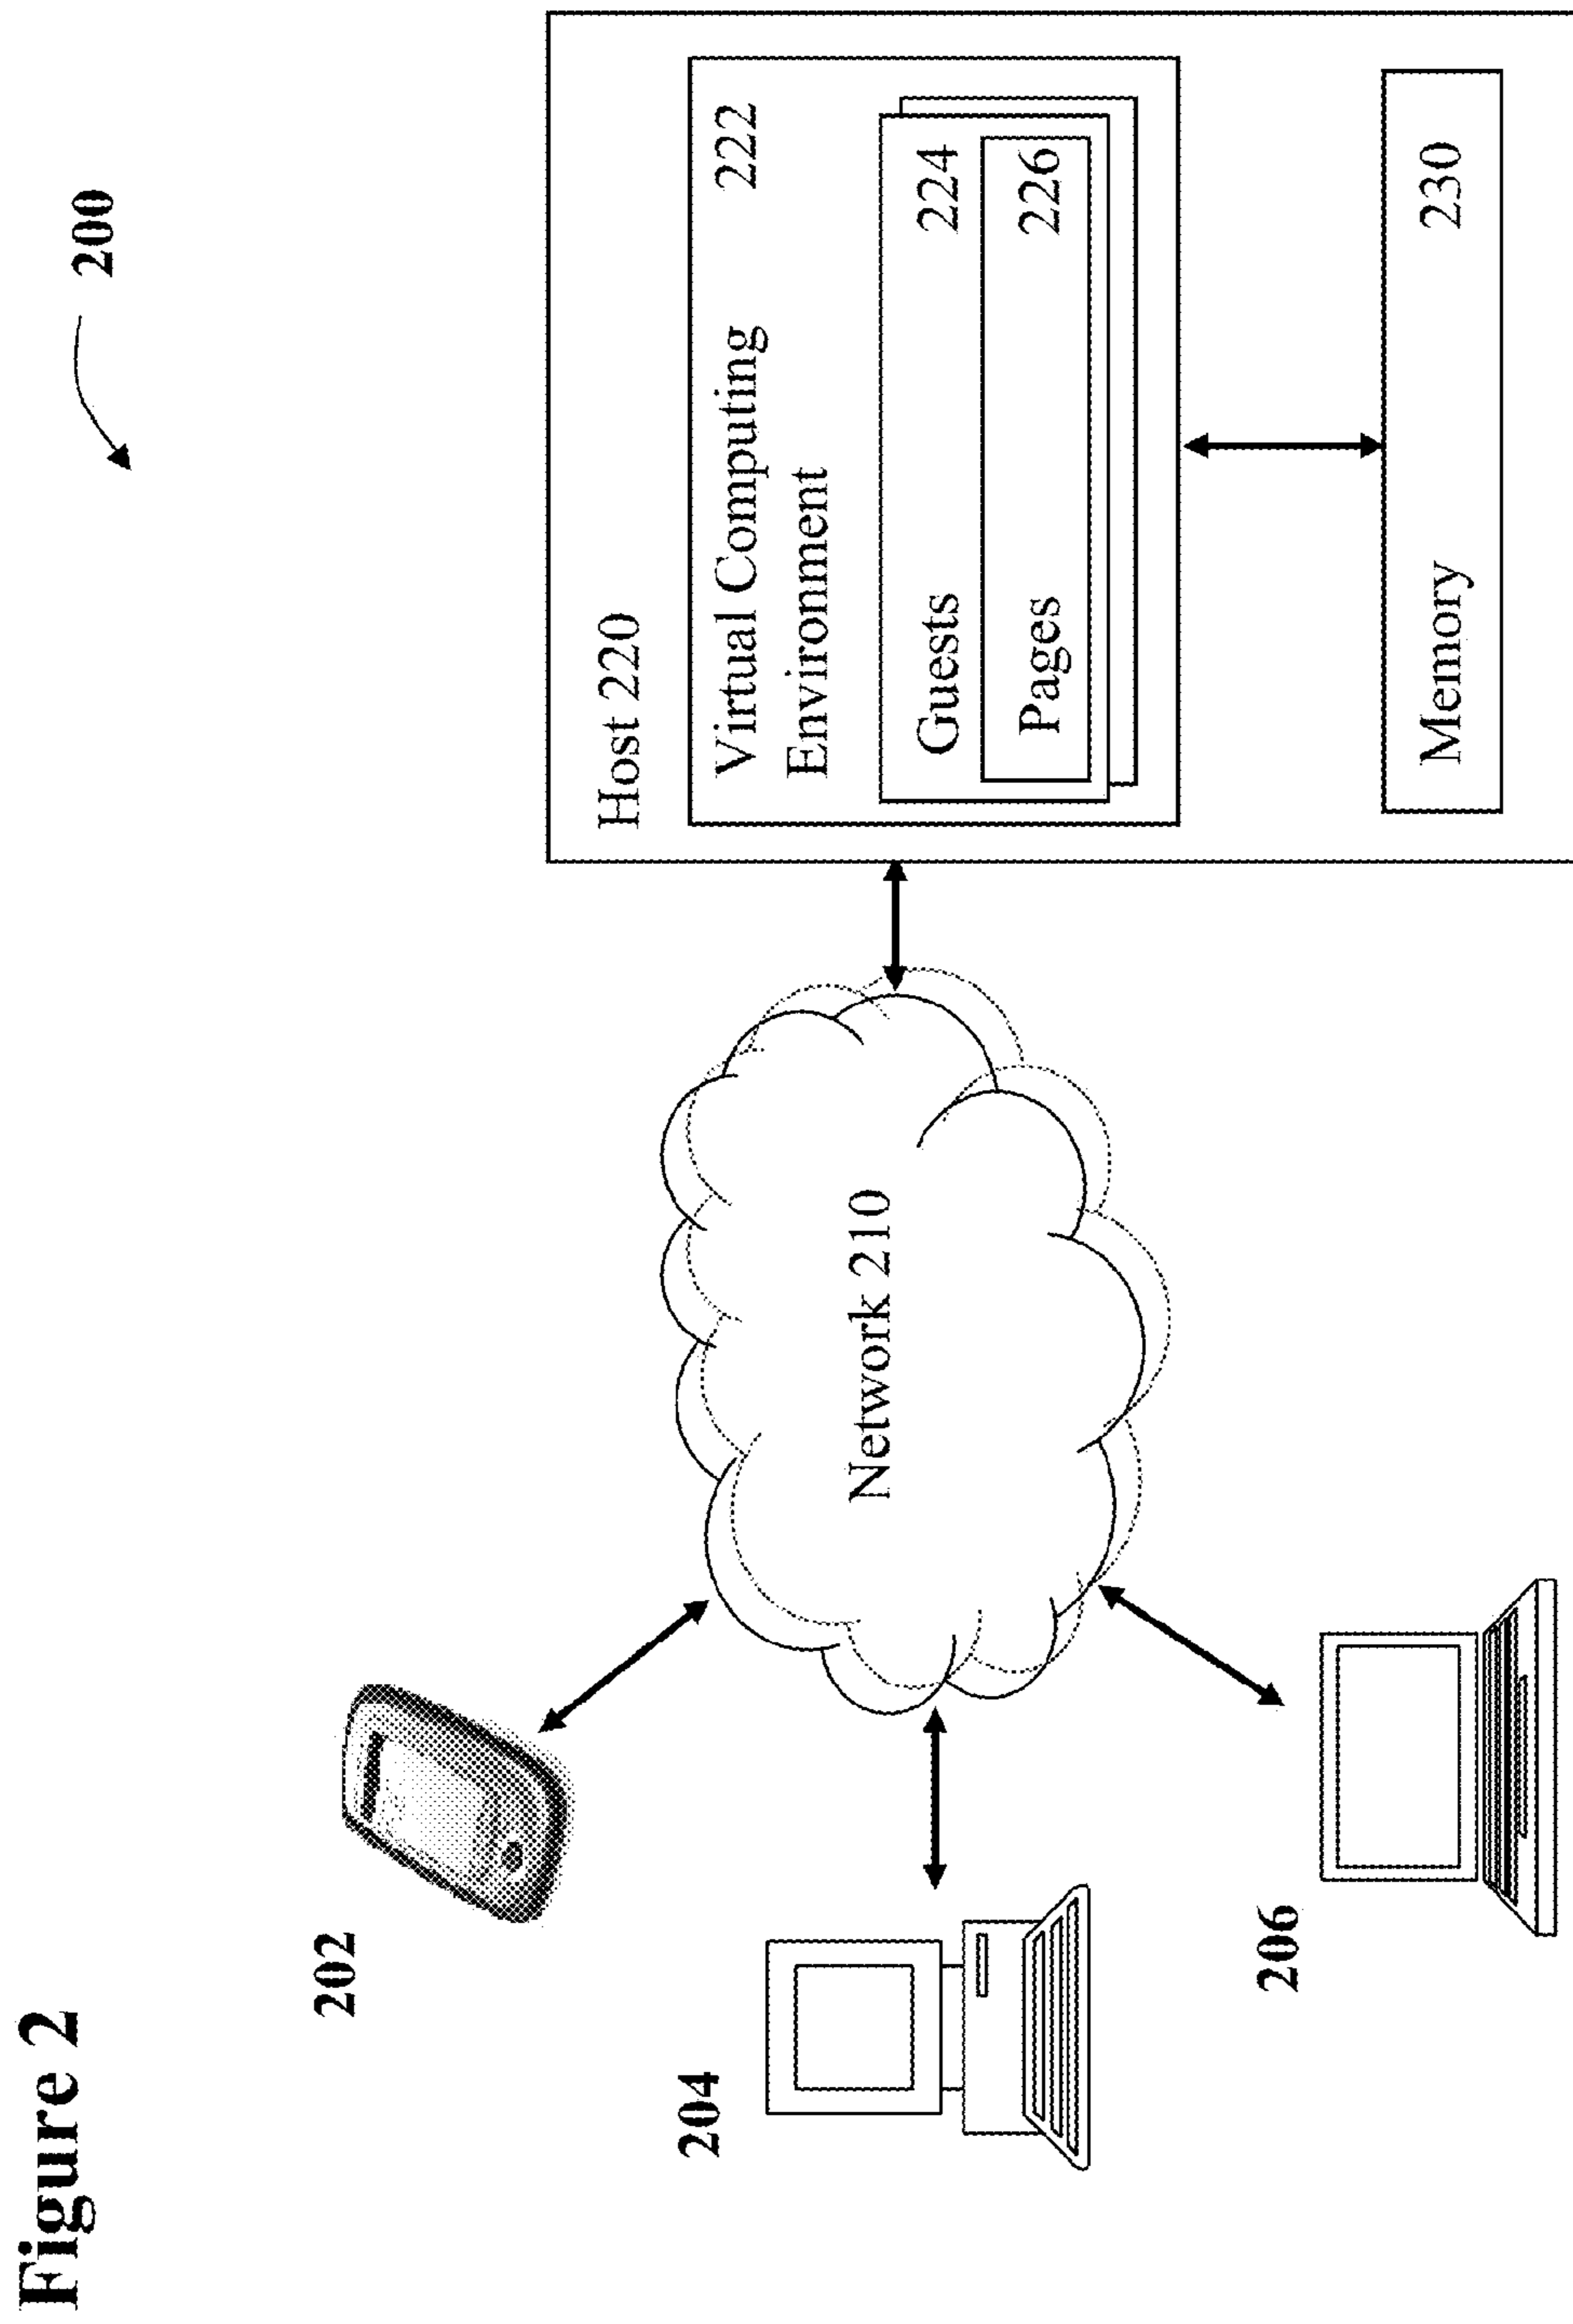 Figure 2
200
202
204
206
Network 210
Host 220
Virtual Computing 222
Environment
Guests 224
Pages 226
Memory 230